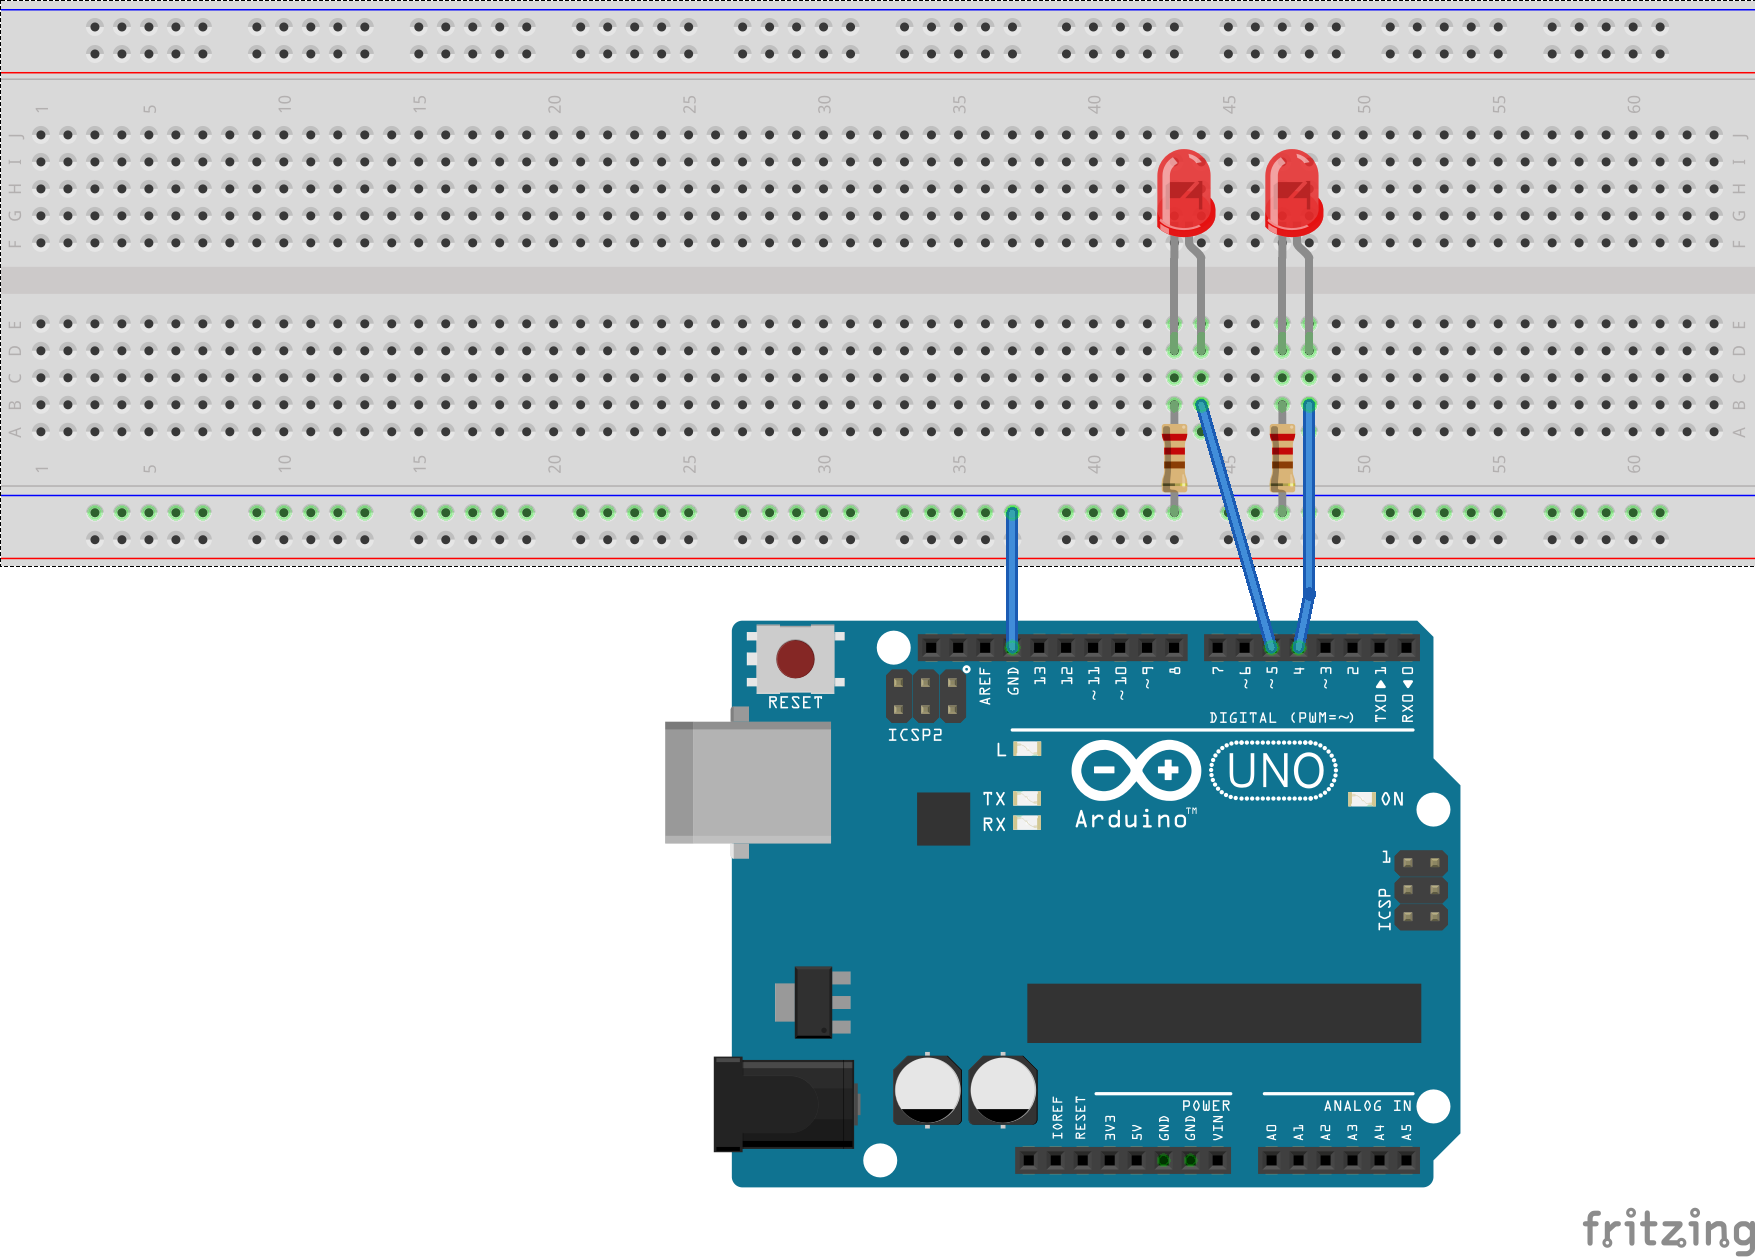 1 5 10 15 20 25 30 35 40 45 50 55 60
J J
I I
H H
G G
F F
E E
D D
C C
B B
A A
1 5 10 15 20 25 30 35 40 45 50 55 60
RESET
AREF GND 13 12 ~11 ~10 ~9 8 7 ~6 ~5 4 ~3 2 TX0▶1 RX0◀0
ICSP2
DIGITAL (PWM=~)
L
TX
RX
UNO
Arduino™
ON
1
ICSP
POWER
ANALOG IN
IOREF RESET 3V3 5V GND GND VIN A0 A1 A2 A3 A4 A5
fritzing